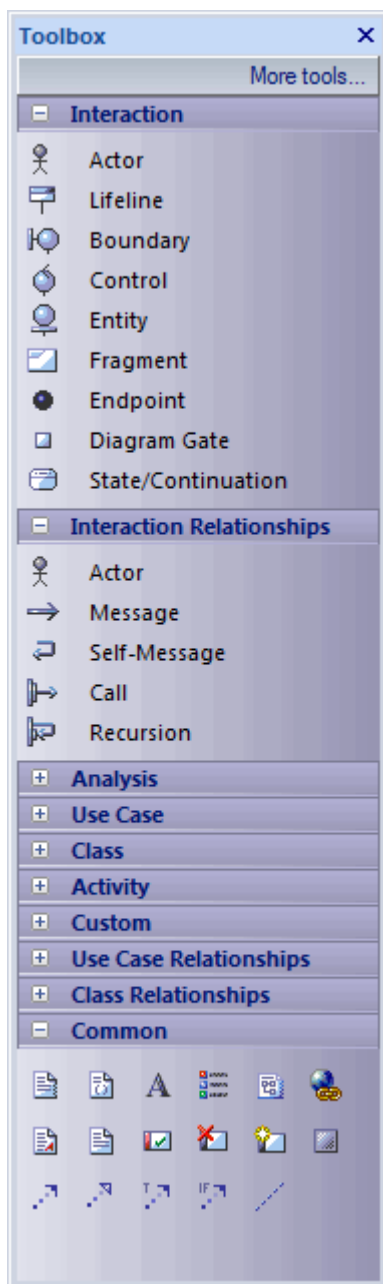 Toolbox
More tools...
Interaction
Actor
Lifeline
Boundary
Control
Entity
Fragment
Endpoint
Diagram Gate
State/Continuation
Interaction Relationships
Actor
Message
Self-Message
Call
Recursion
Analysis
Use Case
Class
Activity
Custom
Use Case Relationships
Class Relationships
Common
A
T IF